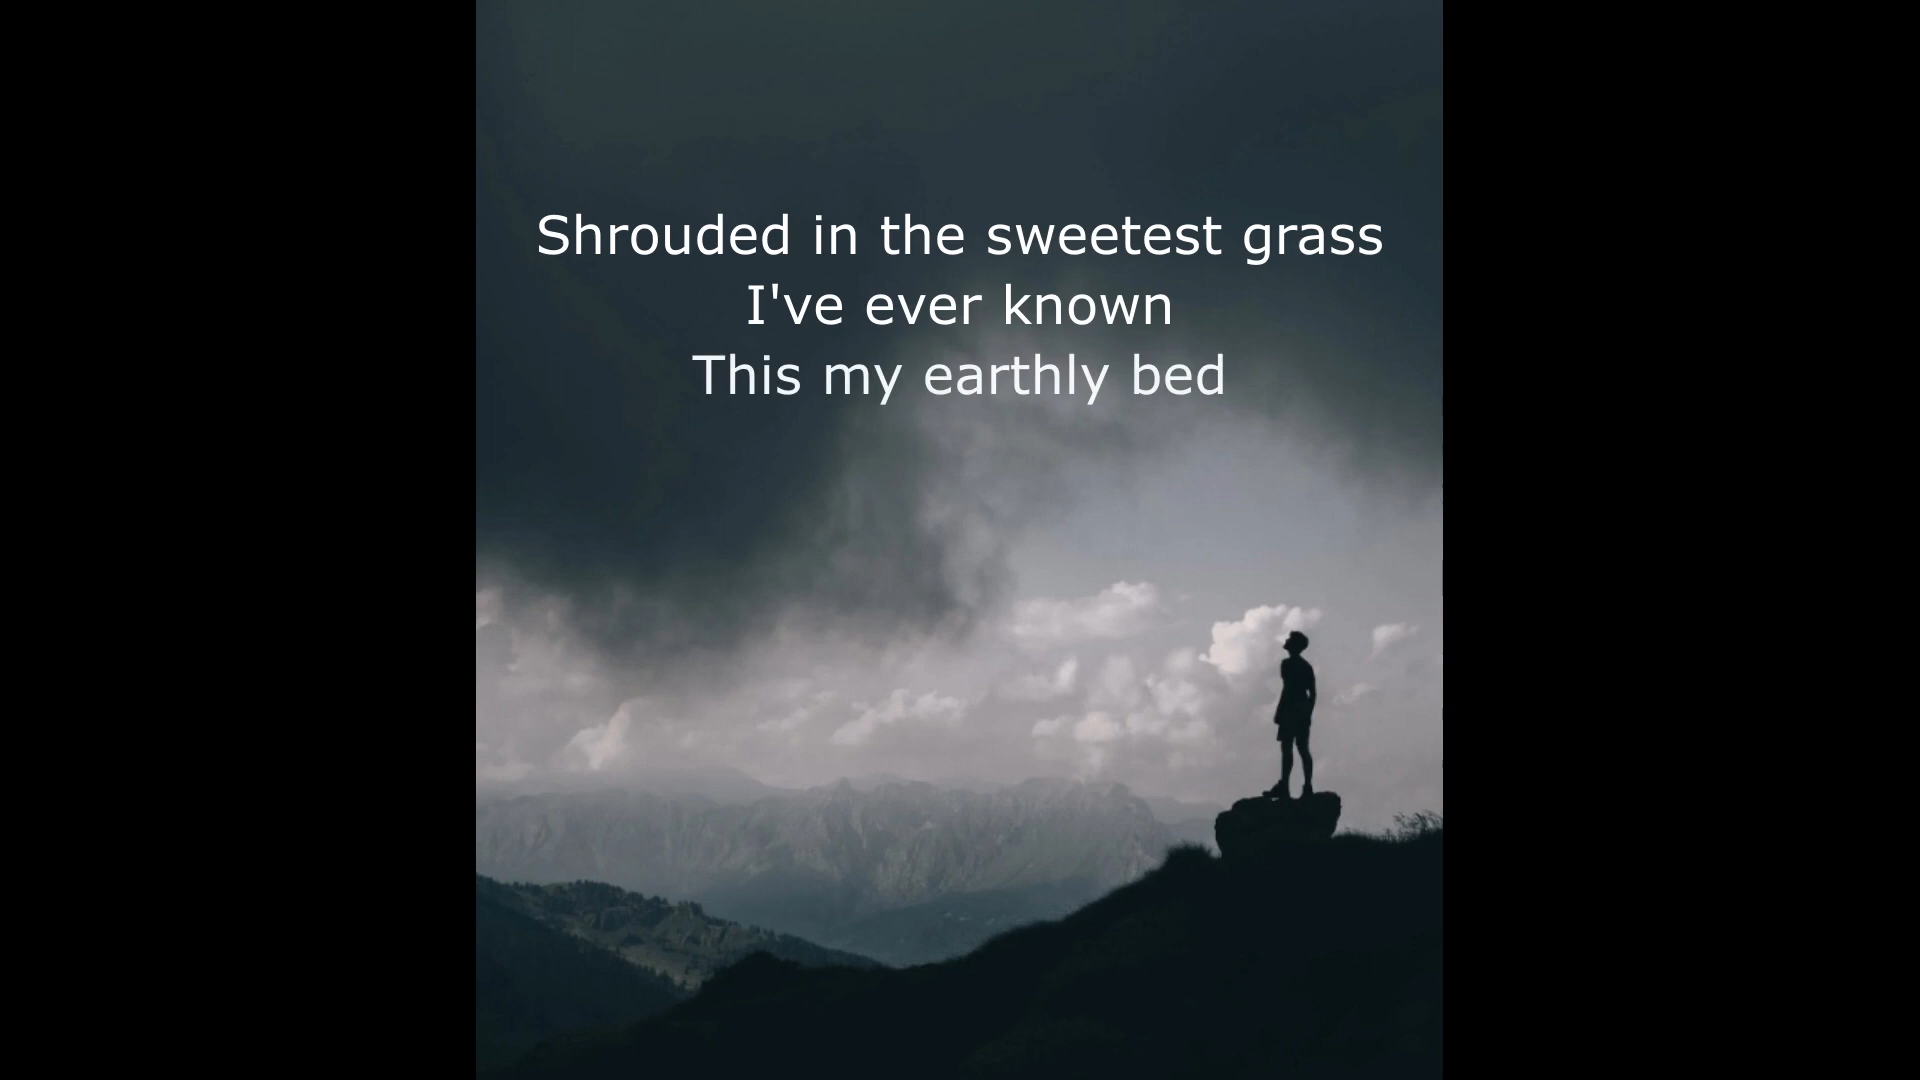 Shrouded in the sweetest grass
I've ever known
This my earthly bed